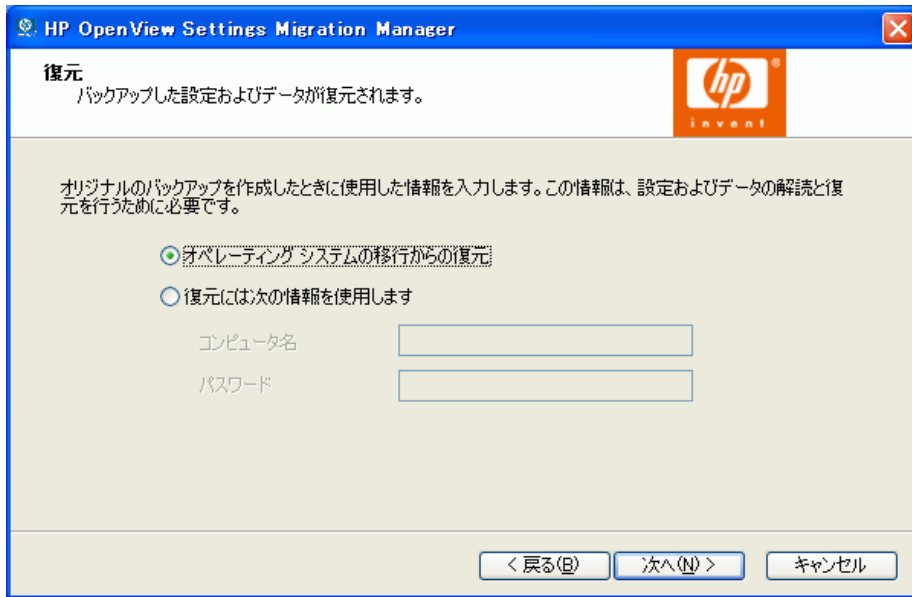 HP OpenView Settings Migration Manager
復元
バックアップした設定およびデータが復元されます。
hp
®
invent
オリジナルのバックアップを作成したときに使用した情報を入力します。この情報は、設定およびデータの解読と復
元を行うために必要です。
オペレーティング システムの移行からの復元
復元には次の情報を使用します
コンピュータ名
パスワード
< 戻る(B)
次へ(N) >
キャンセル